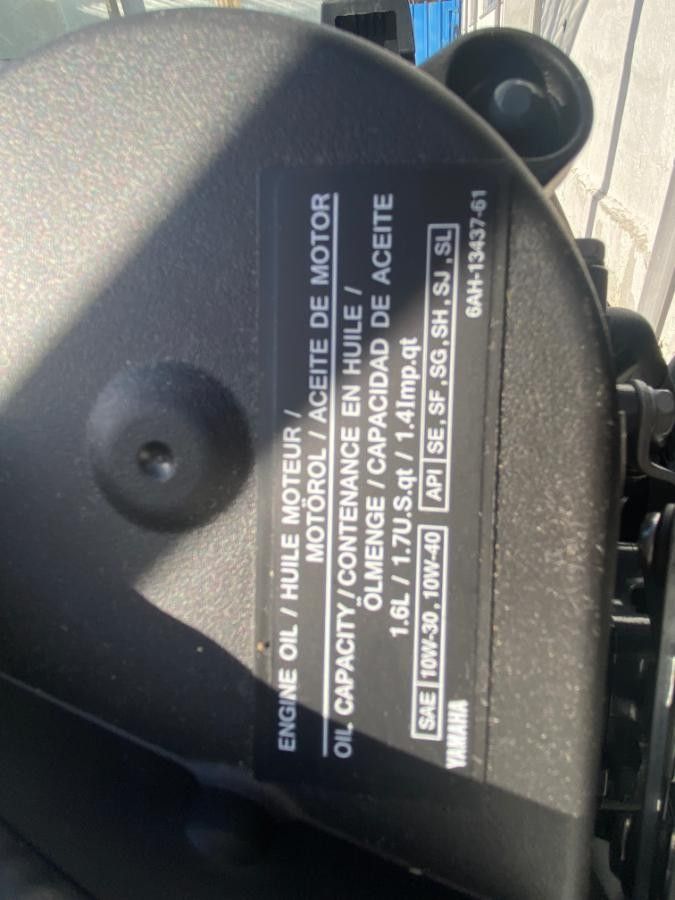 ENGINE OIL / HUILE MOTEUR /
MOTÖROL / ACEITE DE MOTOR
OIL CAPACITY / CONTENANCE EN HUILE /
ÖLMENGE / CAPACIDAD DE ACEITE
1.6L / 1.7U.S.qt / 1.4Imp.qt
SAE 10W-30, 10W-40 API SE, SF, SG, SH, SJ, SL
YAMAHA 6AH-13437-61